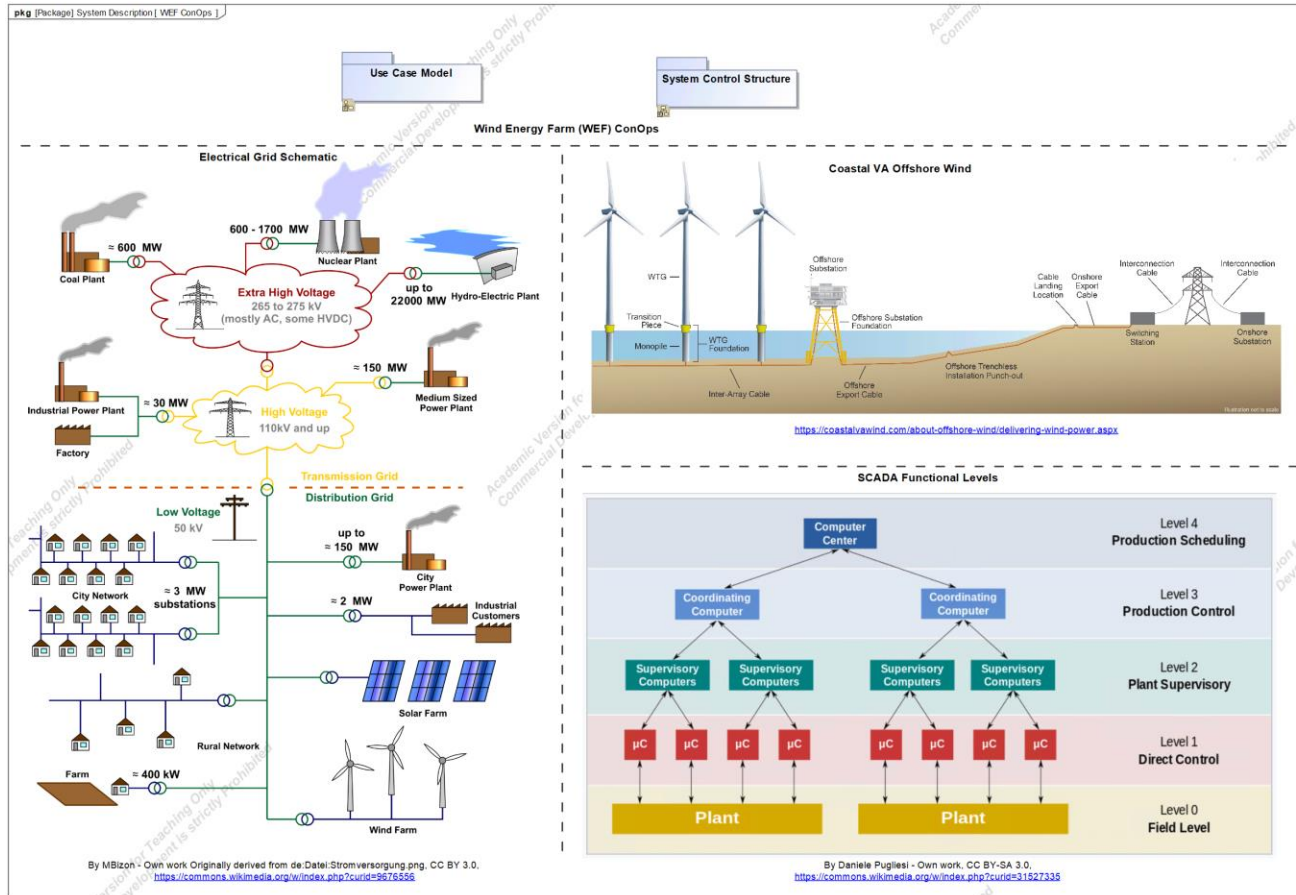 pkg [Package] System Description [ WEF ConOps ]
Use Case Model
System Control Structure
Wind Energy Farm (WEF) ConOps
Electrical Grid Schematic
≈ 600 MW
Coal Plant
600 - 1700 MW
Nuclear Plant
up to
22000 MW
Hydro-Electric Plant
Extra High Voltage
265 to 275 kV
(mostly AC, some HVDC)
≈ 150 MW
Medium Sized
Power Plant
Industrial Power Plant
≈ 30 MW
Factory
High Voltage
110kV and up
Transmission Grid
Distribution Grid
Low Voltage
50 kV
up to
≈ 150 MW
City
Power Plant
City Network
≈ 3 MW
substations
≈ 2 MW
Industrial
Customers
Solar Farm
Rural Network
Farm
≈ 400 kW
Wind Farm
By MBizon - Own work Originally derived from de:Datei:Stromversorgung.png, CC BY 3.0,
https://commons.wikimedia.org/w/index.php?curid=9676556
Coastal VA Offshore Wind
WTG
Transition
Piece
Monopile
WTG
Foundation
Offshore
Substation
Offshore Substation
Foundation
Inter-Array Cable
Offshore
Export Cable
Offshore Trenchless
Installation Punch-out
Cable
Landing
Location
Onshore
Export
Cable
Interconnection
Cable
Interconnection
Cable
Switching
Station
Onshore
Substation
Illustration not to scale
https://coastalvawind.com/about-offshore-wind/delivering-wind-power.aspx
SCADA Functional Levels
Computer
Center
Level 4
Production Scheduling
Coordinating
Computer
Coordinating
Computer
Level 3
Production Control
Supervisory
Computers
Supervisory
Computers
Supervisory
Computers
Supervisory
Computers
Level 2
Plant Supervisory
µC
µC
µC
µC
µC
µC
µC
µC
Level 1
Direct Control
Plant
Plant
Level 0
Field Level
By Daniele Pugliesi - Own work, CC BY-SA 3.0,
https://commons.wikimedia.org/w/index.php?curid=31527335